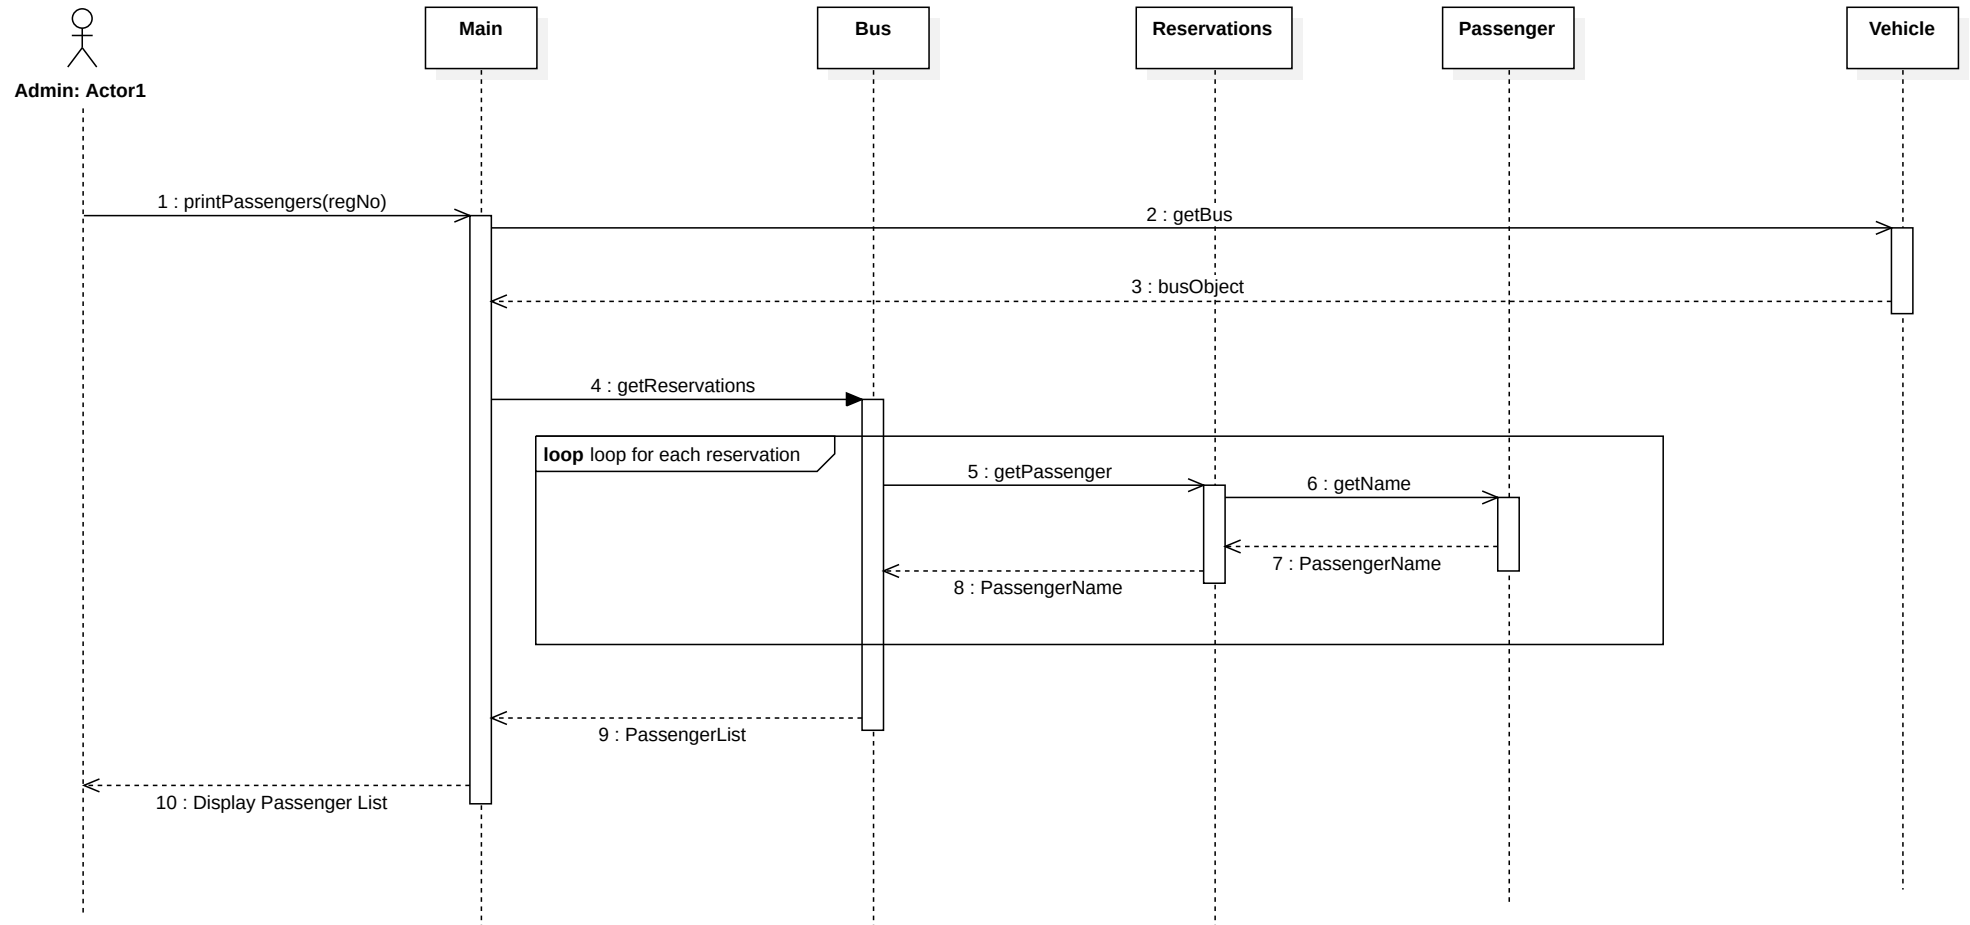 Main
Bus
Reservations
Passenger
Vehicle
Admin: Actor1
1 : printPassengers(regNo)
2 : getBus
3 : busObject
4 : getReservations
loop loop for each reservation
5 : getPassenger
6 : getName
7 : PassengerName
8 : PassengerName
9 : PassengerList
10 : Display Passenger List